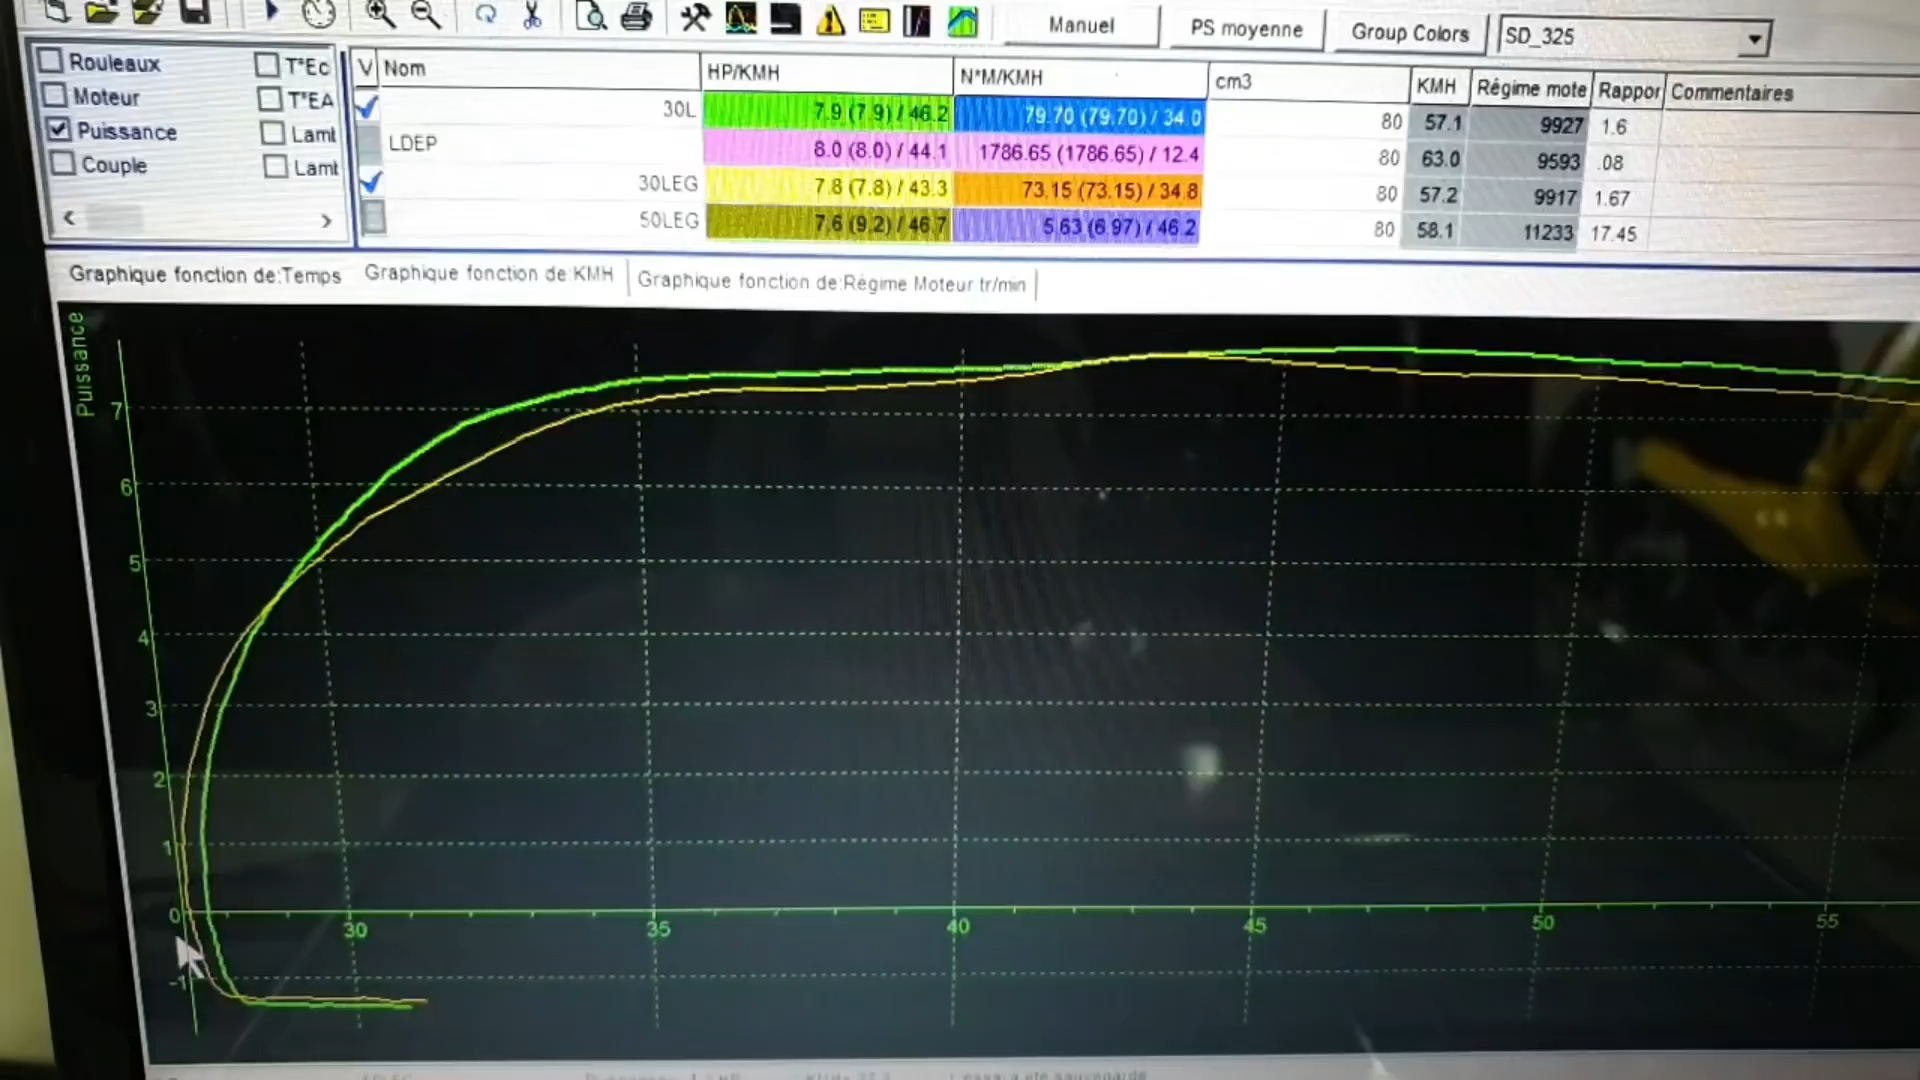 Manuel PS moyenne Group Colors SD_325
Rouleaux T°Ec
Moteur T°EA
Puissance Lamt
Couple Lamt
V Nom HP/KMH N*M/KMH cm3 KMH Régime mote Rappor Commentaires
30L 7.9 (7.9) / 46.2 79.70 (79.70) / 34.0 80 57.1 9927 1.6
LDEP 8.0 (8.0) / 44.1 1786.65 (1786.65) / 12.4 80 63.0 9593 .08
30LEG 7.8 (7.8) / 43.3 73.15 (73.15) / 34.8 80 57.2 9917 1.67
50LEG 7.6 (9.2) / 46.7 5.63 (6.97) / 46.2 80 58.1 11233 17.45
Graphique fonction de:Temps Graphique fonction de:KMH Graphique fonction de:Régime Moteur tr/min
Puissance
7
6
5
4
3
2
1
0
-1
30 35 40 45 50 55